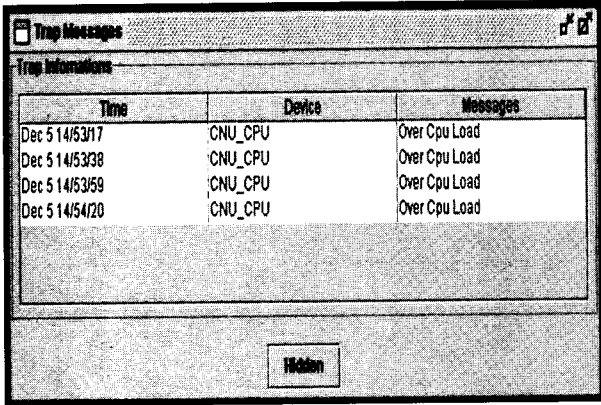 Trap Messages
Trap Infomations
Time Device Messages
Dec 5 14/53/17 CNU_CPU Over Cpu Load
Dec 5 14/53/38 CNU_CPU Over Cpu Load
Dec 5 14/53/59 CNU_CPU Over Cpu Load
Dec 5 14/54/20 CNU_CPU Over Cpu Load
Hidden